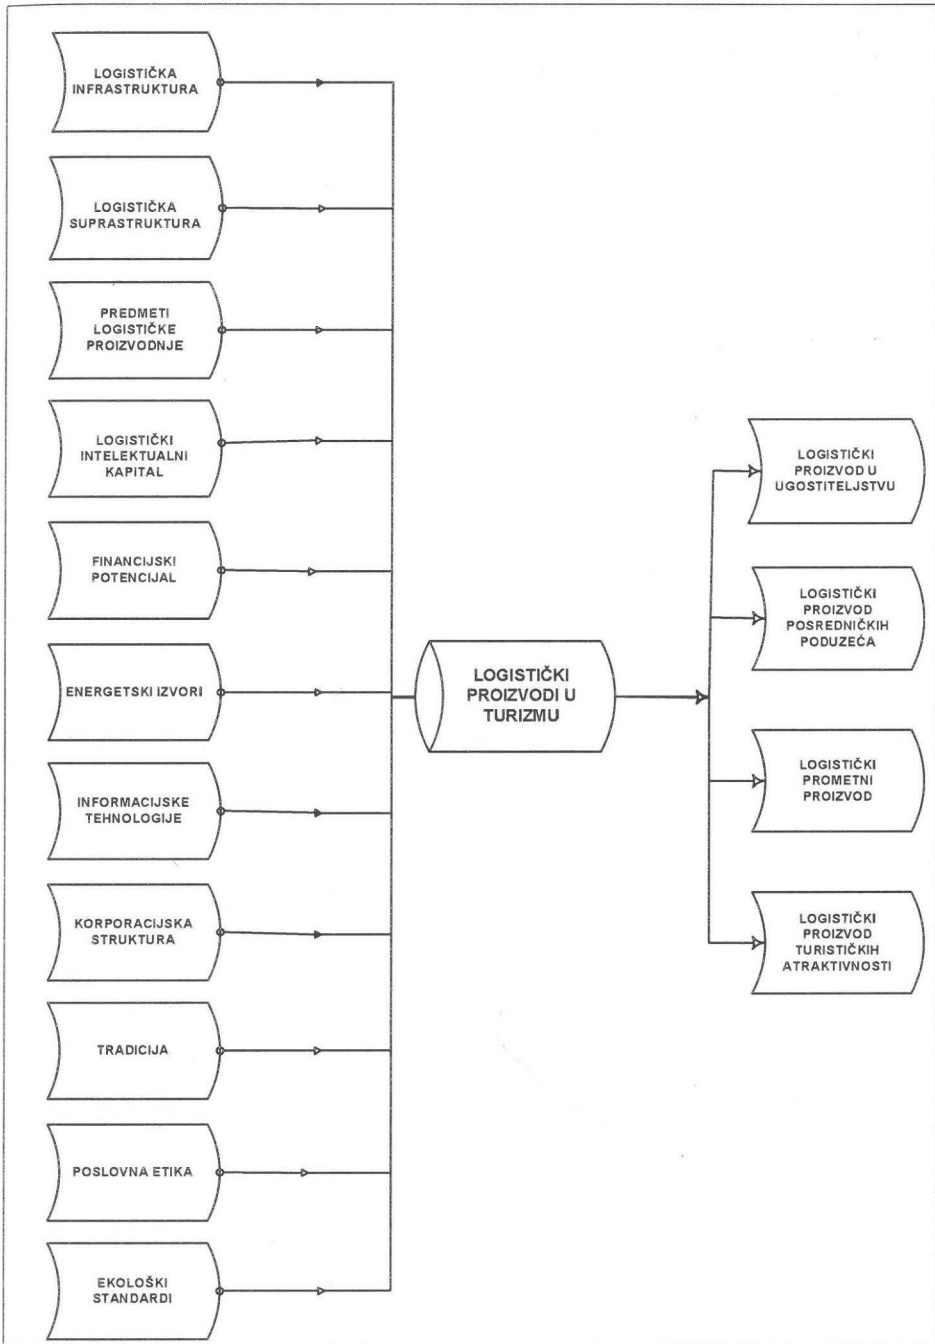 LOGISTIČKA
INFRASTRUKTURA
LOGISTIČKA
SUPRASTRUKTURA
PREDMETI
LOGISTIČKE
PROIZVODNJE
LOGISTIČKI
INTELEKTUALNI
KAPITAL
FINANCIJSKI
POTENCIJAL
ENERGETSKI IZVORI
INFORMACIJSKE
TEHNOLOGIJE
KORPORACIJSKA
STRUKTURA
TRADICIJA
POSLOVNA ETIKA
EKOLOŠKI
STANDARDI
LOGISTIČKI
PROIZVODI U
TURIZMU
LOGISTIČKI
PROIZVOD U
UGOSTITELJSTVU
LOGISTIČKI
PROIZVOD
POSREDNIČKIH
PODUZEĆA
LOGISTIČKI
PROMETNI
PROIZVOD
LOGISTIČKI
PROIZVOD
TURISTIČKIH
ATRAKTIVNOSTI